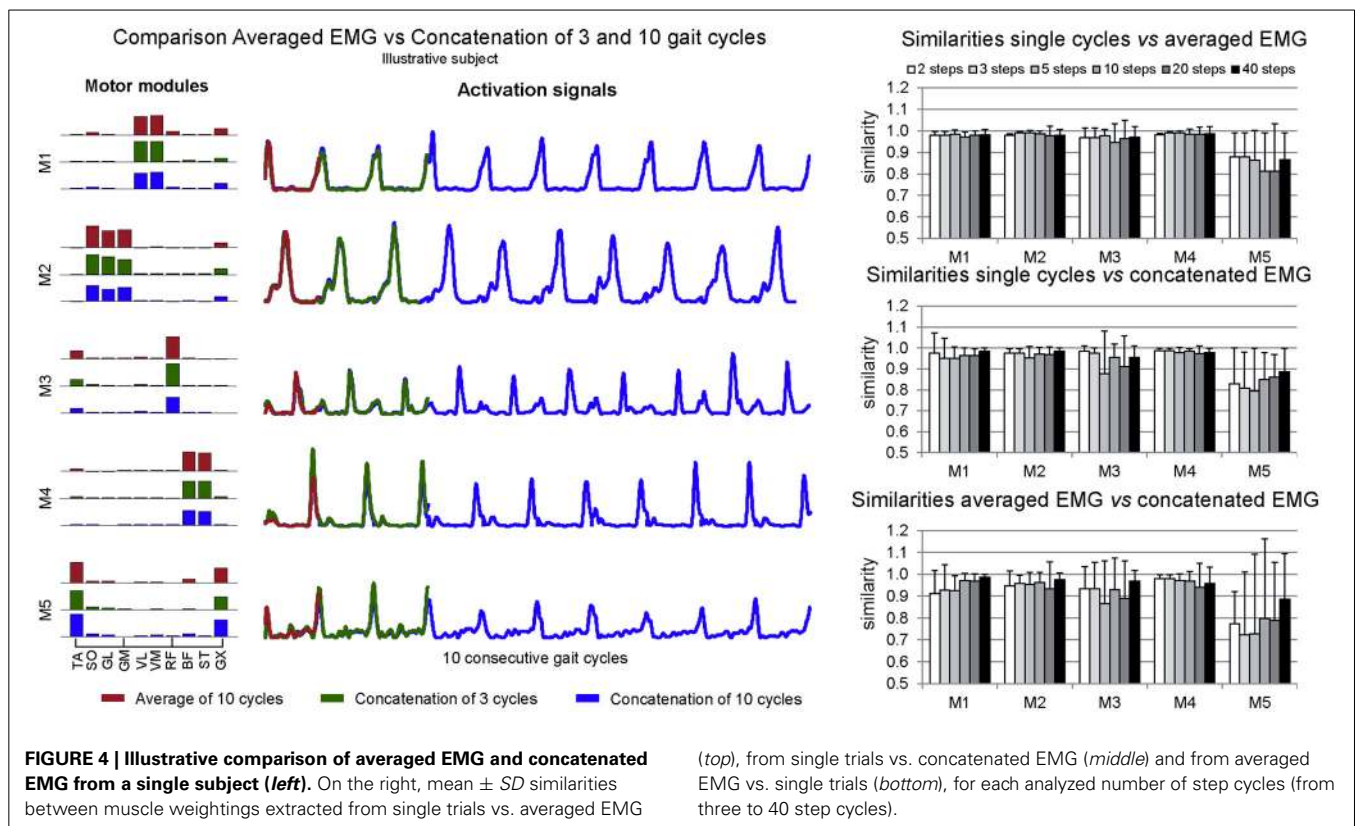 Comparison Averaged EMG vs Concatenation of 3 and 10 gait cycles
Illustrative subject
Motor modules
Activation signals
M1
M2
M3
M4
M5
TA
SO
GL
GM
VL
VM
RF
BF
ST
GX
10 consecutive gait cycles
Average of 10 cycles
Concatenation of 3 cycles
Concatenation of 10 cycles
Similarities single cycles vs averaged EMG
2 steps 3 steps 5 steps 10 steps 20 steps 40 steps
similarity
1.2
1.1
1.0
0.9
0.8
0.7
0.6
0.5
M1 M2 M3 M4 M5
Similarities single cycles vs concatenated EMG
similarity
1.2
1.1
1.0
0.9
0.8
0.7
0.6
0.5
M1 M2 M3 M4 M5
Similarities averaged EMG vs concatenated EMG
similarity
1.2
1.1
1.0
0.9
0.8
0.7
0.6
0.5
M1 M2 M3 M4 M5
FIGURE 4 | Illustrative comparison of averaged EMG and concatenated
EMG from a single subject (left). On the right, mean ± SD similarities
between muscle weightings extracted from single trials vs. averaged EMG
(top), from single trials vs. concatenated EMG (middle) and from averaged
EMG vs. single trials (bottom), for each analyzed number of step cycles (from
three to 40 step cycles).